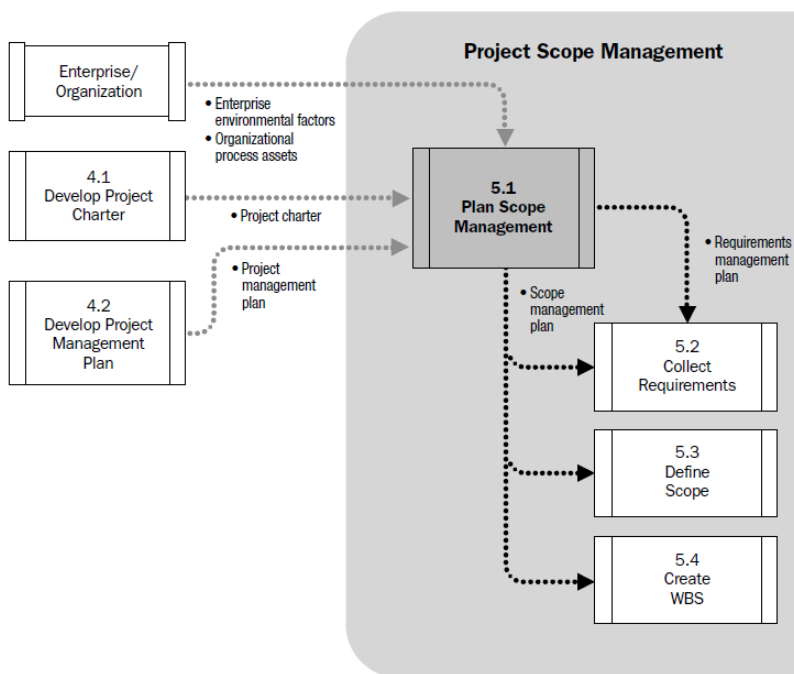 Project Scope Management
Enterprise/
Organization
• Enterprise
environmental factors
• Organizational
process assets
4.1
Develop Project
Charter
• Project charter
4.2
Develop Project
Management
Plan
• Project
management
plan
5.1
Plan Scope
Management
• Requirements
management
plan
• Scope
management
plan
5.2
Collect
Requirements
5.3
Define
Scope
5.4
Create
WBS